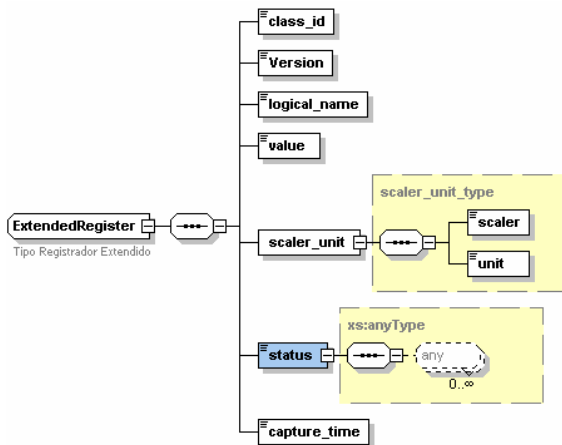 class_id
Version
logical_name
value
scaler_unit_type
scaler
ExtendedRegister
Tipo Registrador Extendido
scaler_unit
unit
xs:anyType
status
any
0..∞
capture_time